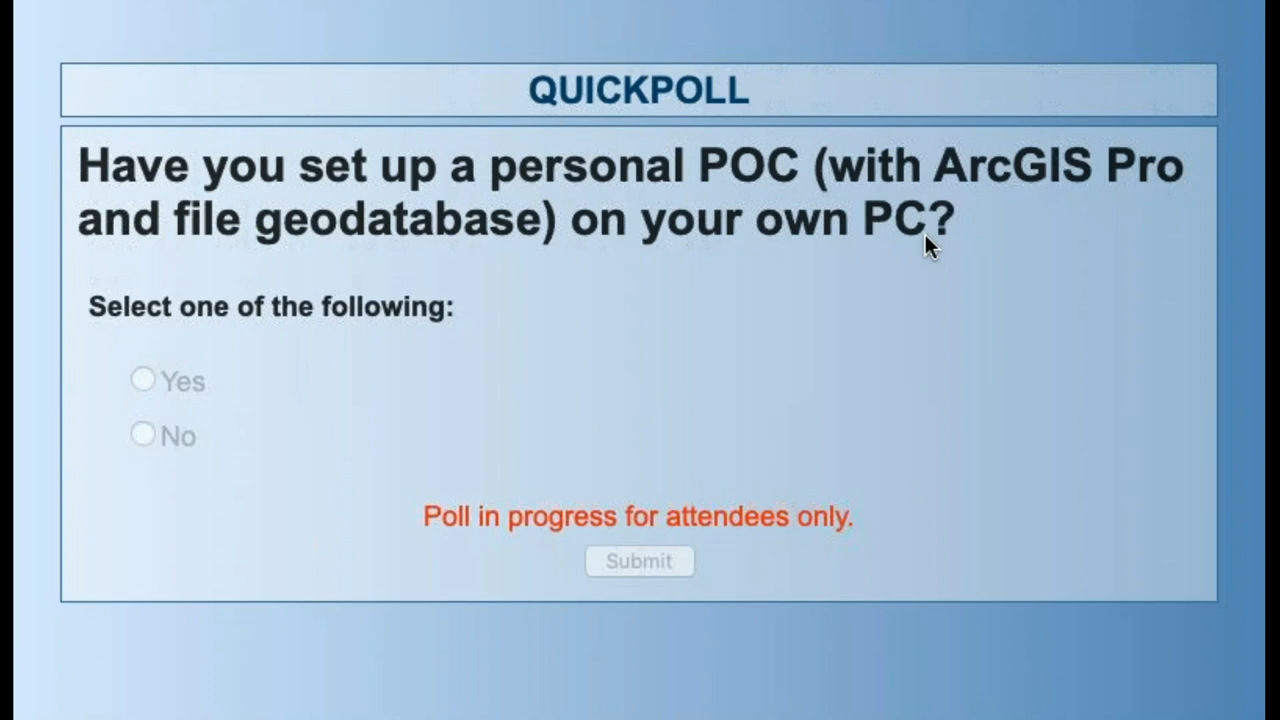 QUICKPOLL
Have you set up a personal POC (with ArcGIS Pro
and file geodatabase) on your own PC?
Select one of the following:
Yes
No
Poll in progress for attendees only.
Submit